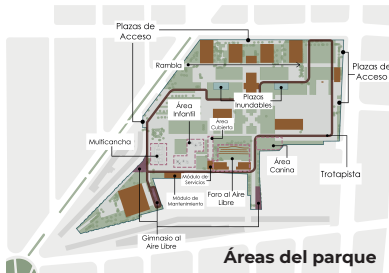 Plazas de
Acceso
Rambla
Plazas de
Acceso
Plazas
Inundables
Área
Infantil
Área
Cubierta
Multicancha
Módulo de
Servicios
Área
Canina
Trotapista
Módulo de
Mantenimiento
Foro al Aire
Libre
Gimnasio al
Aire Libre
Áreas del parque